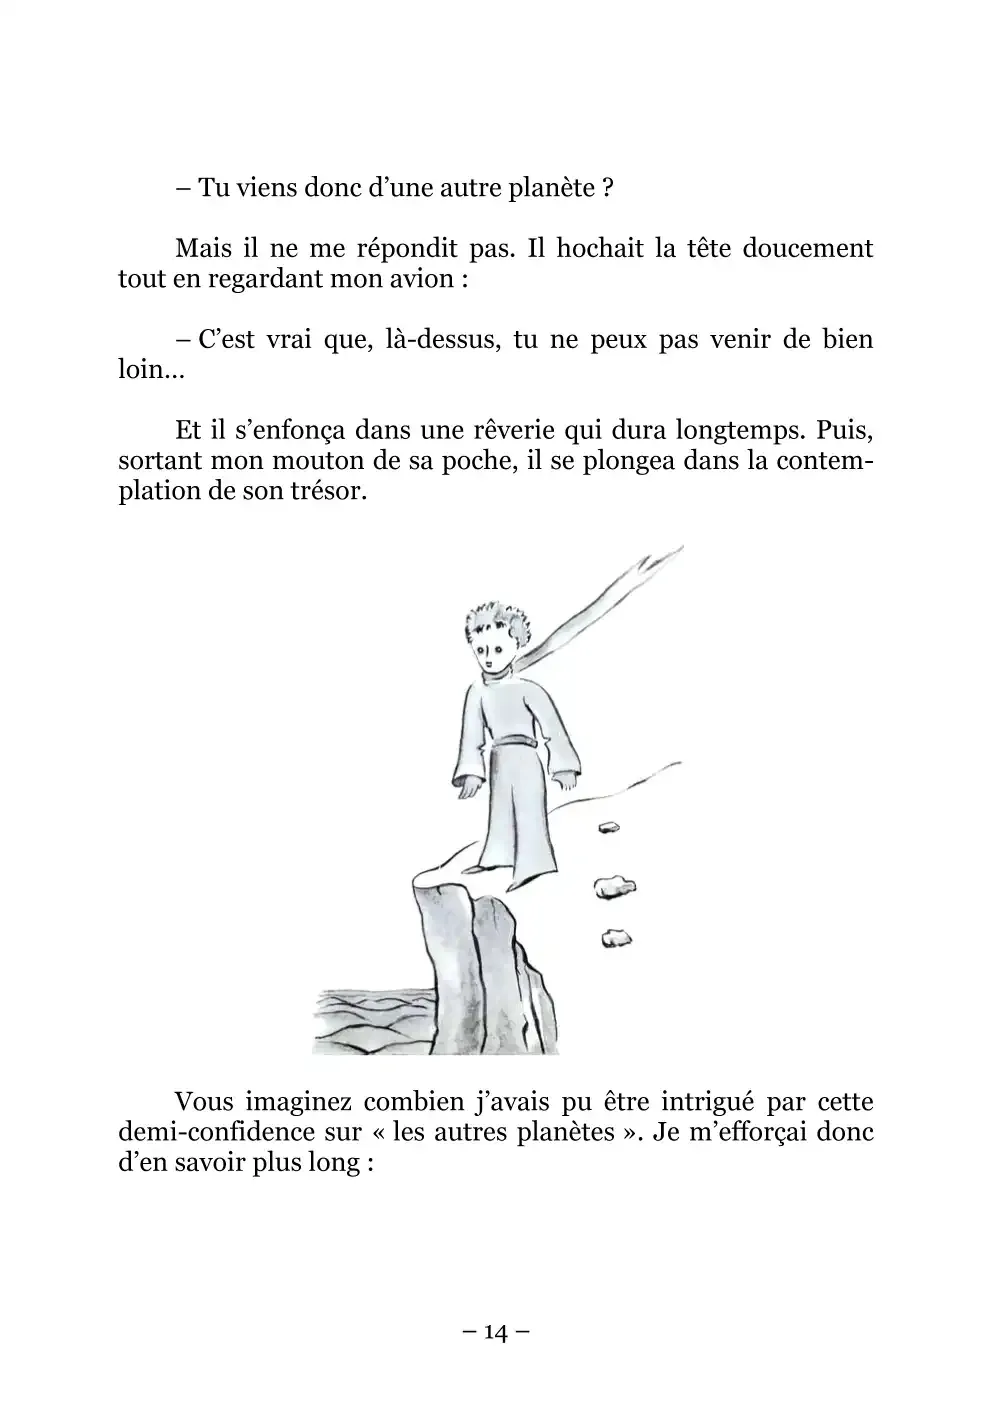 – Tu viens donc d’une autre planète ?
Mais il ne me répondit pas. Il hochait la tête doucement
tout en regardant mon avion :
– C’est vrai que, là-dessus, tu ne peux pas venir de bien
loin…
Et il s’enfonça dans une rêverie qui dura longtemps. Puis,
sortant mon mouton de sa poche, il se plongea dans la contem-
plation de son trésor.
Vous imaginez combien j’avais pu être intrigué par cette
demi-confidence sur « les autres planètes ». Je m’efforçai donc
d’en savoir plus long :
– 14 –